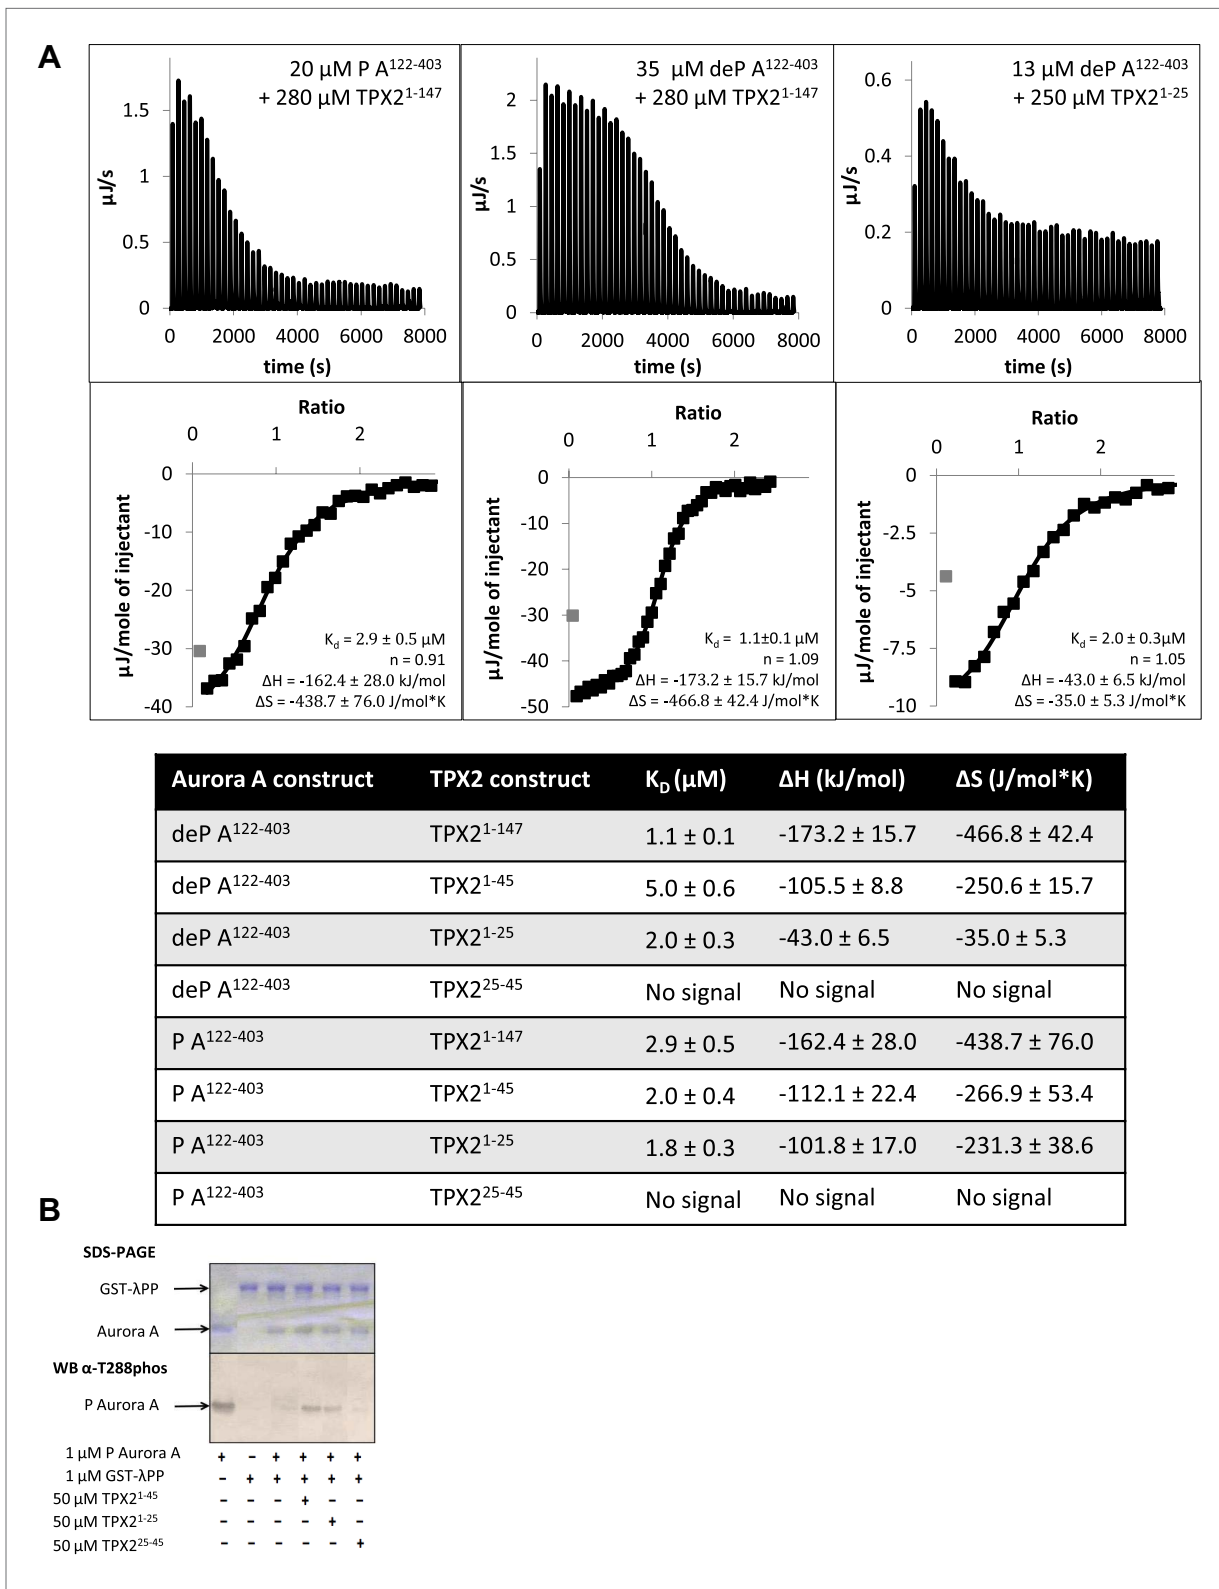 A
20 µM P A122-403
+ 280 µM TPX21-147
1.5
1
0.5
0
µJ/s
0 2000 4000 6000 8000
time (s)
35 µM deP A122-403
+ 280 µM TPX21-147
2
1.5
1
0.5
0
µJ/s
0 2000 4000 6000 8000
time (s)
13 µM deP A122-403
+ 250 µM TPX21-25
0.6
0.4
0.2
0
µJ/s
0 2000 4000 6000 8000
time (s)
Ratio
0 1 2
0
-10
-20
-30
-40
µJ/mole of injectant
Kd = 2.9 ± 0.5 µM
n = 0.91
ΔH = -162.4 ± 28.0 kJ/mol
ΔS = -438.7 ± 76.0 J/mol*K
Ratio
0 1 2
0
-10
-20
-30
-40
-50
µJ/mole of injectant
Kd = 1.1±0.1 µM
n = 1.09
ΔH = -173.2 ± 15.7 kJ/mol
ΔS = -466.8 ± 42.4 J/mol*K
Ratio
0 1 2
0
-2.5
-5
-7.5
-10
µJ/mole of injectant
Kd = 2.0 ± 0.3µM
n = 1.05
ΔH = -43.0 ± 6.5 kJ/mol
ΔS = -35.0 ± 5.3 J/mol*K
Aurora A construct TPX2 construct KD (µM) ΔH (kJ/mol) ΔS (J/mol*K)
deP A122-403 TPX21-147 1.1 ± 0.1 -173.2 ± 15.7 -466.8 ± 42.4
deP A122-403 TPX21-45 5.0 ± 0.6 -105.5 ± 8.8 -250.6 ± 15.7
deP A122-403 TPX21-25 2.0 ± 0.3 -43.0 ± 6.5 -35.0 ± 5.3
deP A122-403 TPX225-45 No signal No signal No signal
P A122-403 TPX21-147 2.9 ± 0.5 -162.4 ± 28.0 -438.7 ± 76.0
P A122-403 TPX21-45 2.0 ± 0.4 -112.1 ± 22.4 -266.9 ± 53.4
P A122-403 TPX21-25 1.8 ± 0.3 -101.8 ± 17.0 -231.3 ± 38.6
P A122-403 TPX225-45 No signal No signal No signal
B
SDS-PAGE
GST-λPP
Aurora A
WB α-T288phos
P Aurora A
1 µM P Aurora A + – + + + +
1 µM GST-λPP – + + + + +
50 µM TPX21-45 – – – + – –
50 µM TPX21-25 – – – – + –
50 µM TPX225-45 – – – – – +